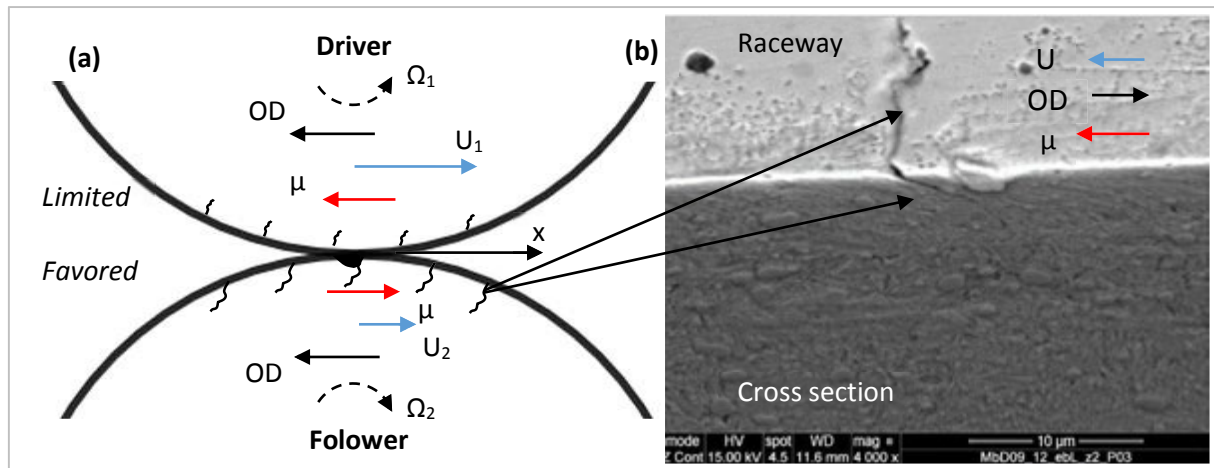 (a)
Driver
Ω1
OD
U1
μ
Limited
x
Favored
μ
U2
OD
Ω2
Folower
(b)
Raceway
U
OD
μ
Cross section
mode HV spot WD mag
Z Cont 15.00 kV 4.5 11.6 mm 4 000 x
10 μm
MbD09_12_ebL_z2_P03